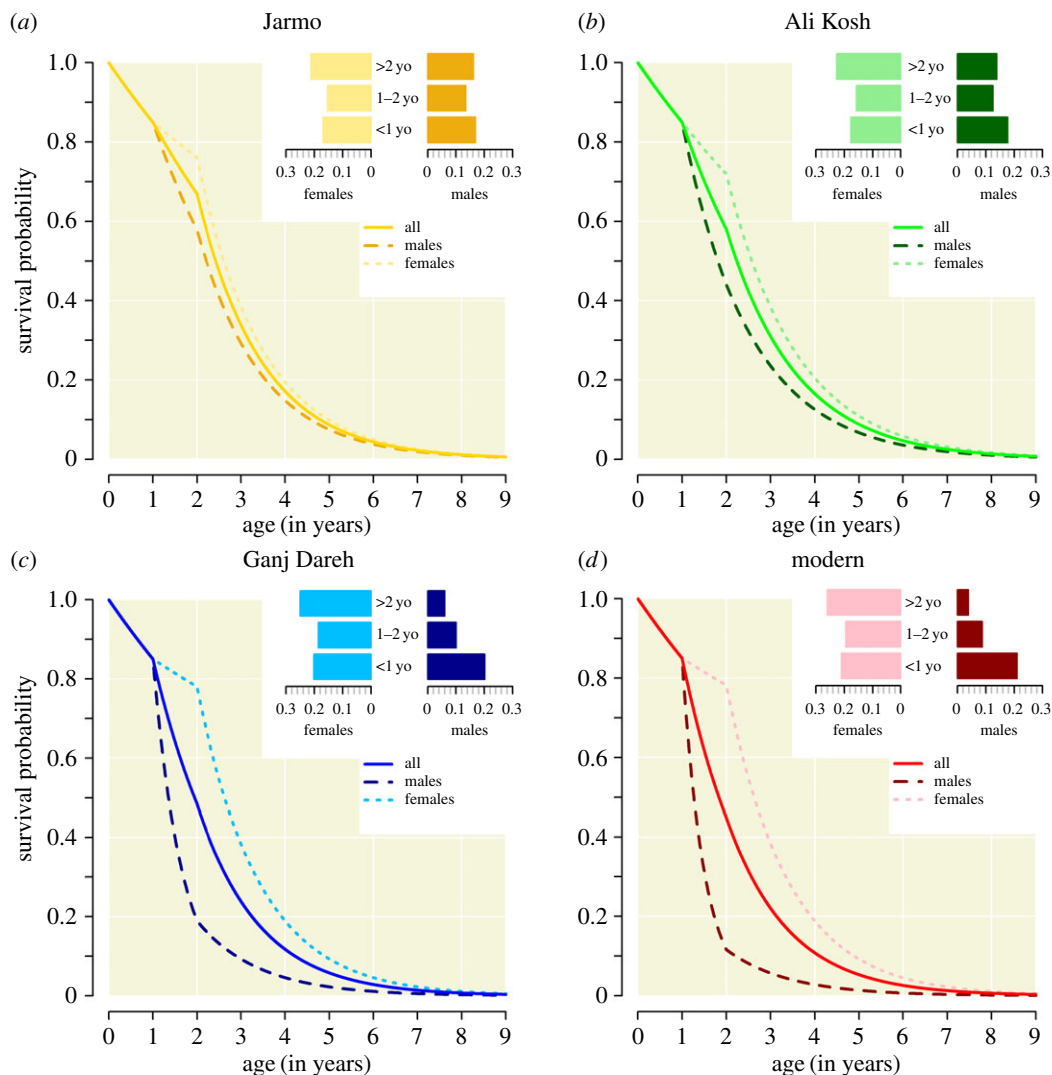 (a) Jarmo
1.0
0.8
0.6
0.4
0.2
0
survival probability
>2 yo
1–2 yo
<1 yo
0.3 0.2 0.1 0 0 0.1 0.2 0.3
females males
all
males
females
0 1 2 3 4 5 6 7 8 9
age (in years)
(b) Ali Kosh
1.0
0.8
0.6
0.4
0.2
0
>2 yo
1–2 yo
<1 yo
0.3 0.2 0.1 0 0 0.1 0.2 0.3
females males
all
males
females
0 1 2 3 4 5 6 7 8 9
age (in years)
(c) Ganj Dareh
1.0
0.8
0.6
0.4
0.2
0
survival probability
>2 yo
1–2 yo
<1 yo
0.3 0.2 0.1 0 0 0.1 0.2 0.3
females males
all
males
females
0 1 2 3 4 5 6 7 8 9
age (in years)
(d) modern
1.0
0.8
0.6
0.4
0.2
0
>2 yo
1–2 yo
<1 yo
0.3 0.2 0.1 0 0 0.1 0.2 0.3
females males
all
males
females
0 1 2 3 4 5 6 7 8 9
age (in years)